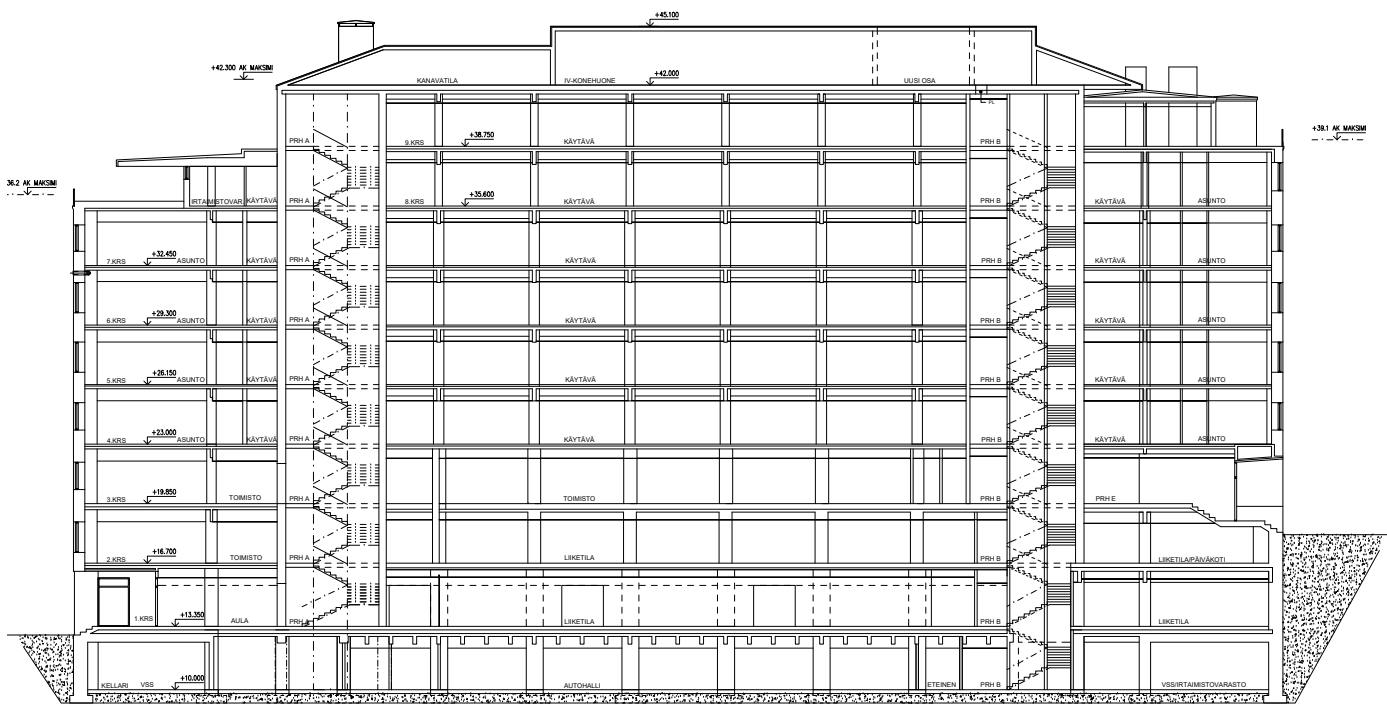 +45.100
+42.300 AK MAKSIMI
KANAVATILA IV-KONEHUONE +42.000 UUSI OSA
PL
+39.1 AK MAKSIMI
PRH A 9.KRS +38.750 KÄYTÄVÄ PRH B
36.2 AK MAKSIMI
IRTAIMISTOVAR. KÄYTÄVÄ PRH A 8.KRS +35.600 KÄYTÄVÄ PRH B KÄYTÄVÄ ASUNTO
7.KRS +32.450 ASUNTO KÄYTÄVÄ PRH A KÄYTÄVÄ PRH B KÄYTÄVÄ ASUNTO
6.KRS +29.300 ASUNTO KÄYTÄVÄ PRH A KÄYTÄVÄ PRH B KÄYTÄVÄ ASUNTO
5.KRS +26.150 ASUNTO KÄYTÄVÄ PRH A KÄYTÄVÄ PRH B KÄYTÄVÄ ASUNTO
4.KRS +23.000 ASUNTO KÄYTÄVÄ PRH A KÄYTÄVÄ PRH B KÄYTÄVÄ ASUNTO
3.KRS +19.850 TOIMISTO PRH A TOIMISTO PRH B PRH E
2.KRS +16.700 TOIMISTO PRH A LIIKETILA PRH B LIIKETILA/PÄIVÄKOTI
1.KRS +13.350 AULA PRH A LIIKETILA PRH B LIIKETILA
KELLARI VSS +10.000 AUTOHALLI ETEINEN PRH B VSS/IRTAIMISTOVARASTO